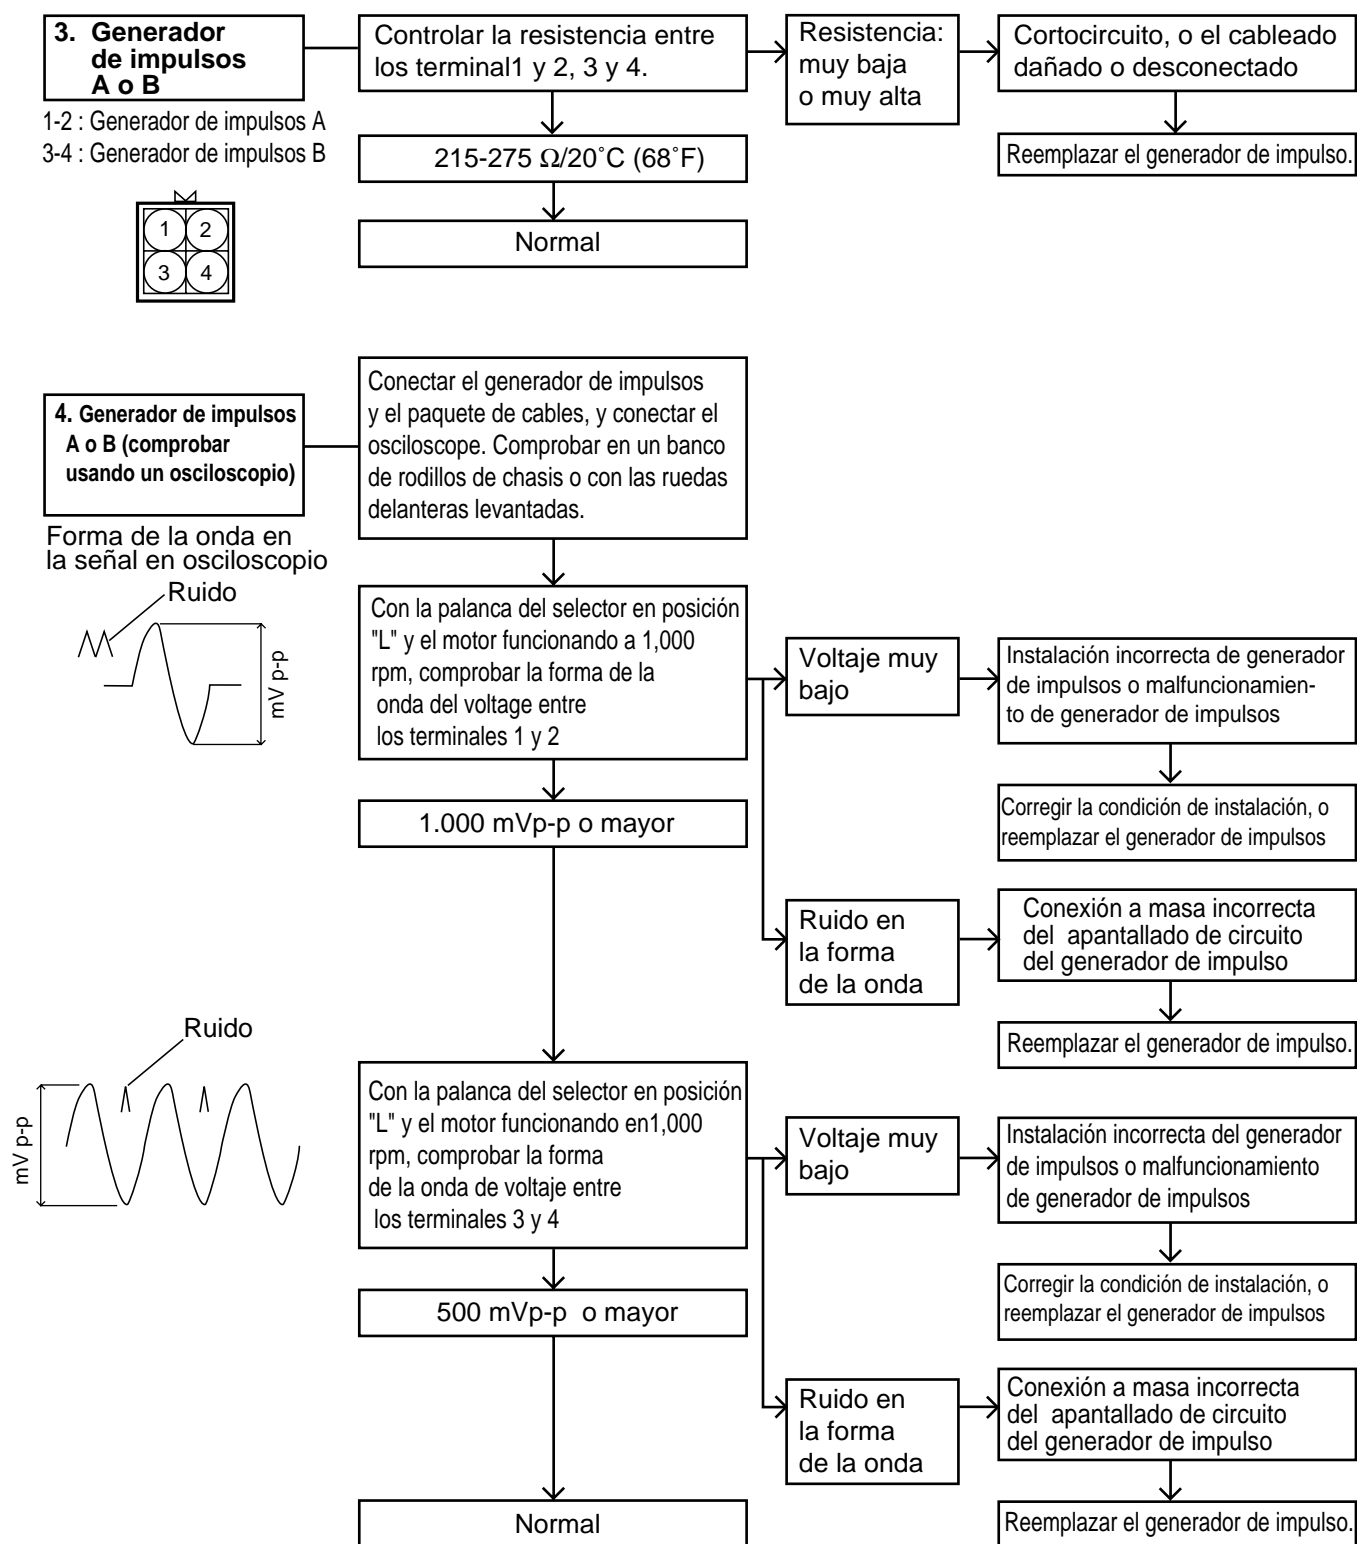 3. Generador
de impulsos
A o B
1-2 : Generador de impulsos A
3-4 : Generador de impulsos B
1
2
3
4
Controlar la resistencia entre
los terminal1 y 2, 3 y 4.
215-275 Ω/20˚C (68˚F)
Normal
Resistencia:
muy baja
o muy alta
Cortocircuito, o el cableado
dañado o desconectado
Reemplazar el generador de impulso.
4. Generador de impulsos
A o B (comprobar
usando un osciloscopio)
Forma de la onda en
la señal en osciloscopio
Ruido
mV p-p
Conectar el generador de impulsos
y el paquete de cables, y conectar el
osciloscope. Comprobar en un banco
de rodillos de chasis o con las ruedas
delanteras levantadas.
Con la palanca del selector en posición
"L" y el motor funcionando a 1,000
rpm, comprobar la forma de la
onda del voltage entre
los terminales 1 y 2
Voltaje muy
bajo
Instalación incorrecta de generador
de impulsos o malfuncionamien-
to de generador de impulsos
Corregir la condición de instalación, o
reemplazar el generador de impulsos
1.000 mVp-p o mayor
Ruido en
la forma
de la onda
Conexión a masa incorrecta
del apantallado de circuito
del generador de impulso
Reemplazar el generador de impulso.
Ruido
mV p-p
Con la palanca del selector en posición
"L" y el motor funcionando en1,000
rpm, comprobar la forma
de la onda de voltaje entre
los terminales 3 y 4
Voltaje muy
bajo
Instalación incorrecta del generador
de impulsos o malfuncionamiento
de generador de impulsos
Corregir la condición de instalación, o
reemplazar el generador de impulsos
500 mVp-p o mayor
Ruido en
la forma
de la onda
Conexión a masa incorrecta
del apantallado de circuito
del generador de impulso
Normal
Reemplazar el generador de impulso.